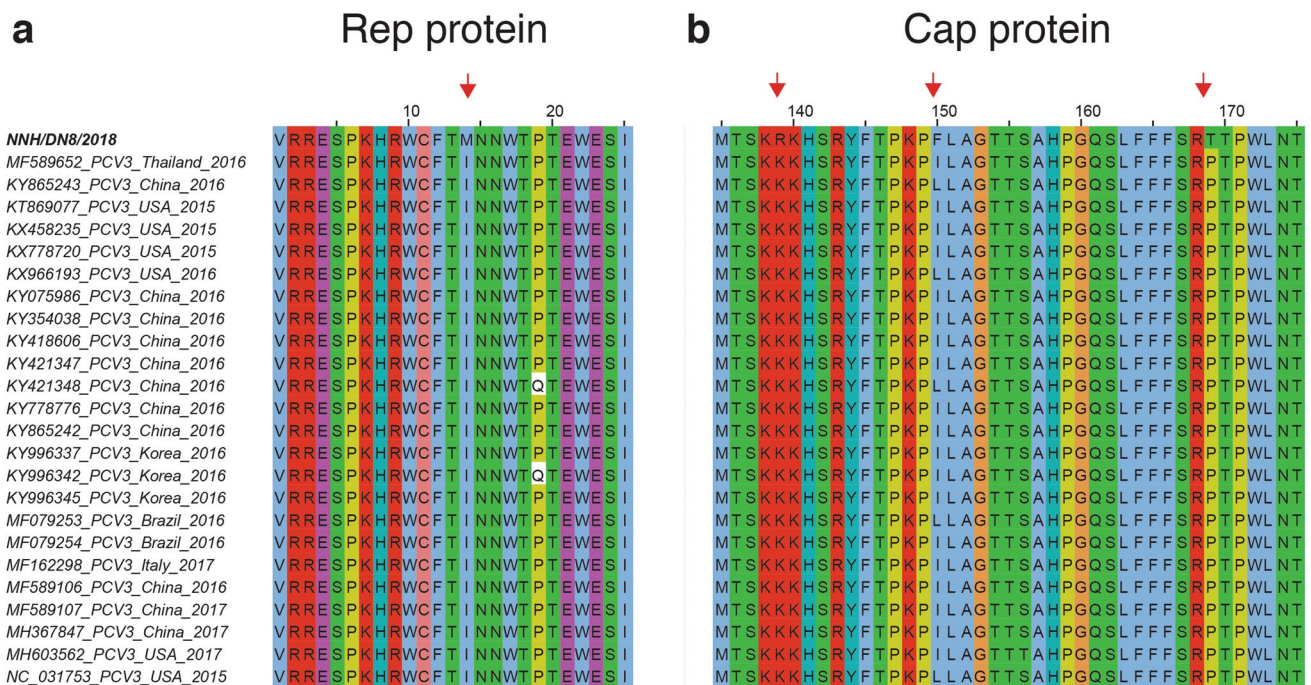 a Rep protein b Cap protein
10 20 140 150 160 170
NNH/DN8/2018 VRRESPKHRWCFTMNNWTPTEWESI MTSKRKHSRYFTPKPFLAGTTSAHPGQSLFFFSRTTPWLNT
MF589652_PCV3_Thailand_2016 VRRESPKHRWCFTINNWTPTEWESI MTSKKKHSRYFTPKPILAGTTSAHPGQSLFFFSRPTPWLNT
KY865243_PCV3_China_2016 VRRESPKHRWCFTINNWTPTEWESI MTSKKKHSRYFTPKPLLAGTTSAHPGQSLFFFSRPTPWLNT
KT869077_PCV3_USA_2015 VRRESPKHRWCFTINNWTPTEWESI MTSKKKHSRYFTPKPILAGTTSAHPGQSLFFFSRPTPWLNT
KX458235_PCV3_USA_2015 VRRESPKHRWCFTINNWTPTEWESI MTSKKKHSRYFTPKPILAGTTSAHPGQSLFFFSRPTPWLNT
KX778720_PCV3_USA_2015 VRRESPKHRWCFTINNWTPTEWESI MTSKKKHSRYFTPKPILAGTTSAHPGQSLFFFSRPTPWLNT
KX966193_PCV3_USA_2016 VRRESPKHRWCFTINNWTPTEWESI MTSKKKHSRYFTPKPLLAGTTSAHPGQSLFFFSRPTPWLNT
KY075986_PCV3_China_2016 VRRESPKHRWCFTINNWTPTEWESI MTSKKKHSRYFTPKPILAGTTSAHPGQSLFFFSRPTPWLNT
KY354038_PCV3_China_2016 VRRESPKHRWCFTINNWTPTEWESI MTSKKKHSRYFTPKPILAGTTSAHPGQSLFFFSRPTPWLNT
KY418606_PCV3_China_2016 VRRESPKHRWCFTINNWTPTEWESI MTSKKKHSRYFTPKPILAGTTSAHPGQSLFFFSRPTPWLNT
KY421347_PCV3_China_2016 VRRESPKHRWCFTINNWTPTEWESI MTSKKKHSRYFTPKPILAGTTSAHPGQSLFFFSRPTPWLNT
KY421348_PCV3_China_2016 VRRESPKHRWCFTINNWTQTEWESI MTSKKKHSRYFTPKPLLAGTTSAHPGQSLFFFSRPTPWLNT
KY778776_PCV3_China_2016 VRRESPKHRWCFTINNWTPTEWESI MTSKKKHSRYFTPKPILAGTTSAHPGQSLFFFSRPTPWLNT
KY865242_PCV3_China_2016 VRRESPKHRWCFTINNWTPTEWESI MTSKKKHSRYFTPKPILAGTTSAHPGQSLFFFSRPTPWLNT
KY996337_PCV3_Korea_2016 VRRESPKHRWCFTINNWTPTEWESI MTSKKKHSRYFTPKPILAGTTSAHPGQSLFFFSRPTPWLNT
KY996342_PCV3_Korea_2016 VRRESPKHRWCFTINNWTQTEWESI MTSKKKHSRYFTPKPILAGTTSAHPGQSLFFFSRPTPWLNT
KY996345_PCV3_Korea_2016 VRRESPKHRWCFTINNWTPTEWESI MTSKKKHSRYFTPKPILAGTTSAHPGQSLFFFSRPTPWLNT
MF079253_PCV3_Brazil_2016 VRRESPKHRWCFTINNWTPTEWESI MTSKKKHSRYFTPKPLLAGTTSAHPGQSLFFFSRPTPWLNT
MF079254_PCV3_Brazil_2016 VRRESPKHRWCFTINNWTPTEWESI MTSKKKHSRYFTPKPILAGTTSAHPGQSLFFFSRPTPWLNT
MF162298_PCV3_Italy_2017 VRRESPKHRWCFTINNWTPTEWESI MTSKKKHSRYFTPKPILAGTTSAHPGQSLFFFSRPTPWLNT
MF589106_PCV3_China_2016 VRRESPKHRWCFTINNWTPTEWESI MTSKKKHSRYFTPKPILAGTTSAHPGQSLFFFSRPTPWLNT
MF589107_PCV3_China_2017 VRRESPKHRWCFTINNWTPTEWESI MTSKKKHSRYFTPKPILAGTTSAHPGQSLFFFSRPTPWLNT
MH367847_PCV3_China_2017 VRRESPKHRWCFTINNWTPTEWESI MTSKKKHSRYFTPKPILAGTTSAHPGQSLFFFSRPTPWLNT
MH603562_PCV3_USA_2017 VRRESPKHRWCFTINNWTPTEWESI MTSKKKHSRYFTPKPILAGTTSAHPGQSLFFFSRPTPWLNT
NC_031753_PCV3_USA_2015 VRRESPKHRWCFTINNWTPTEWESI MTSKKKHSRYFTPKPILAGTTSAHPGQSLFFFSRPTPWLNT